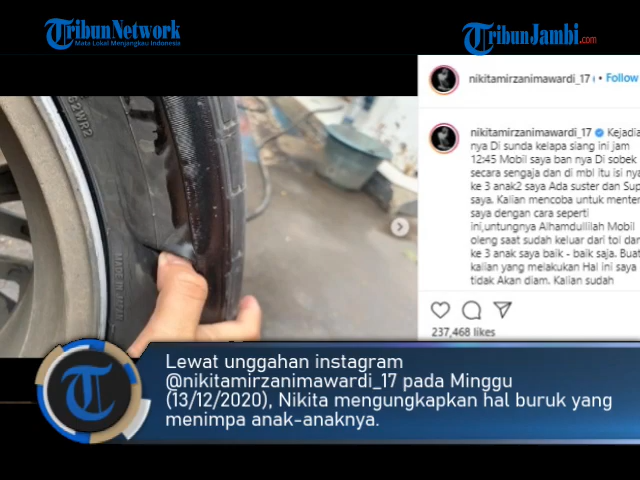 TribunNetwork
Mata Lokal Menjangkau Indonesia
TribunJambi.com
nikitamirzanimawardi_17 • Follow
nikitamirzanimawardi_17 Kejadia
nya Di sunda kelapa siang ini jam
12:45 Mobil saya ban nya Di sobek
secara sengaja dan di mbl itu isi nya
ke 3 anak2 saya Ada suster dan Sup
saya. Kalian mencoba untuk menter
saya dengan cara seperti
ini,untungnya Alhamdulilah Mobil
oleng saat sudah keluar dari tol dan
ke 3 anak saya baik - baik saja. Buat
kalian yang melakukan Hal ini saya
tidak Akan diam. Kalian sudah
237,468 likes
MADE IN JAPAN
Lewat unggahan instagram
@nikitamirzanimawardi_17 pada Minggu
(13/12/2020), Nikita mengungkapkan hal buruk yang
menimpa anak-anaknya.